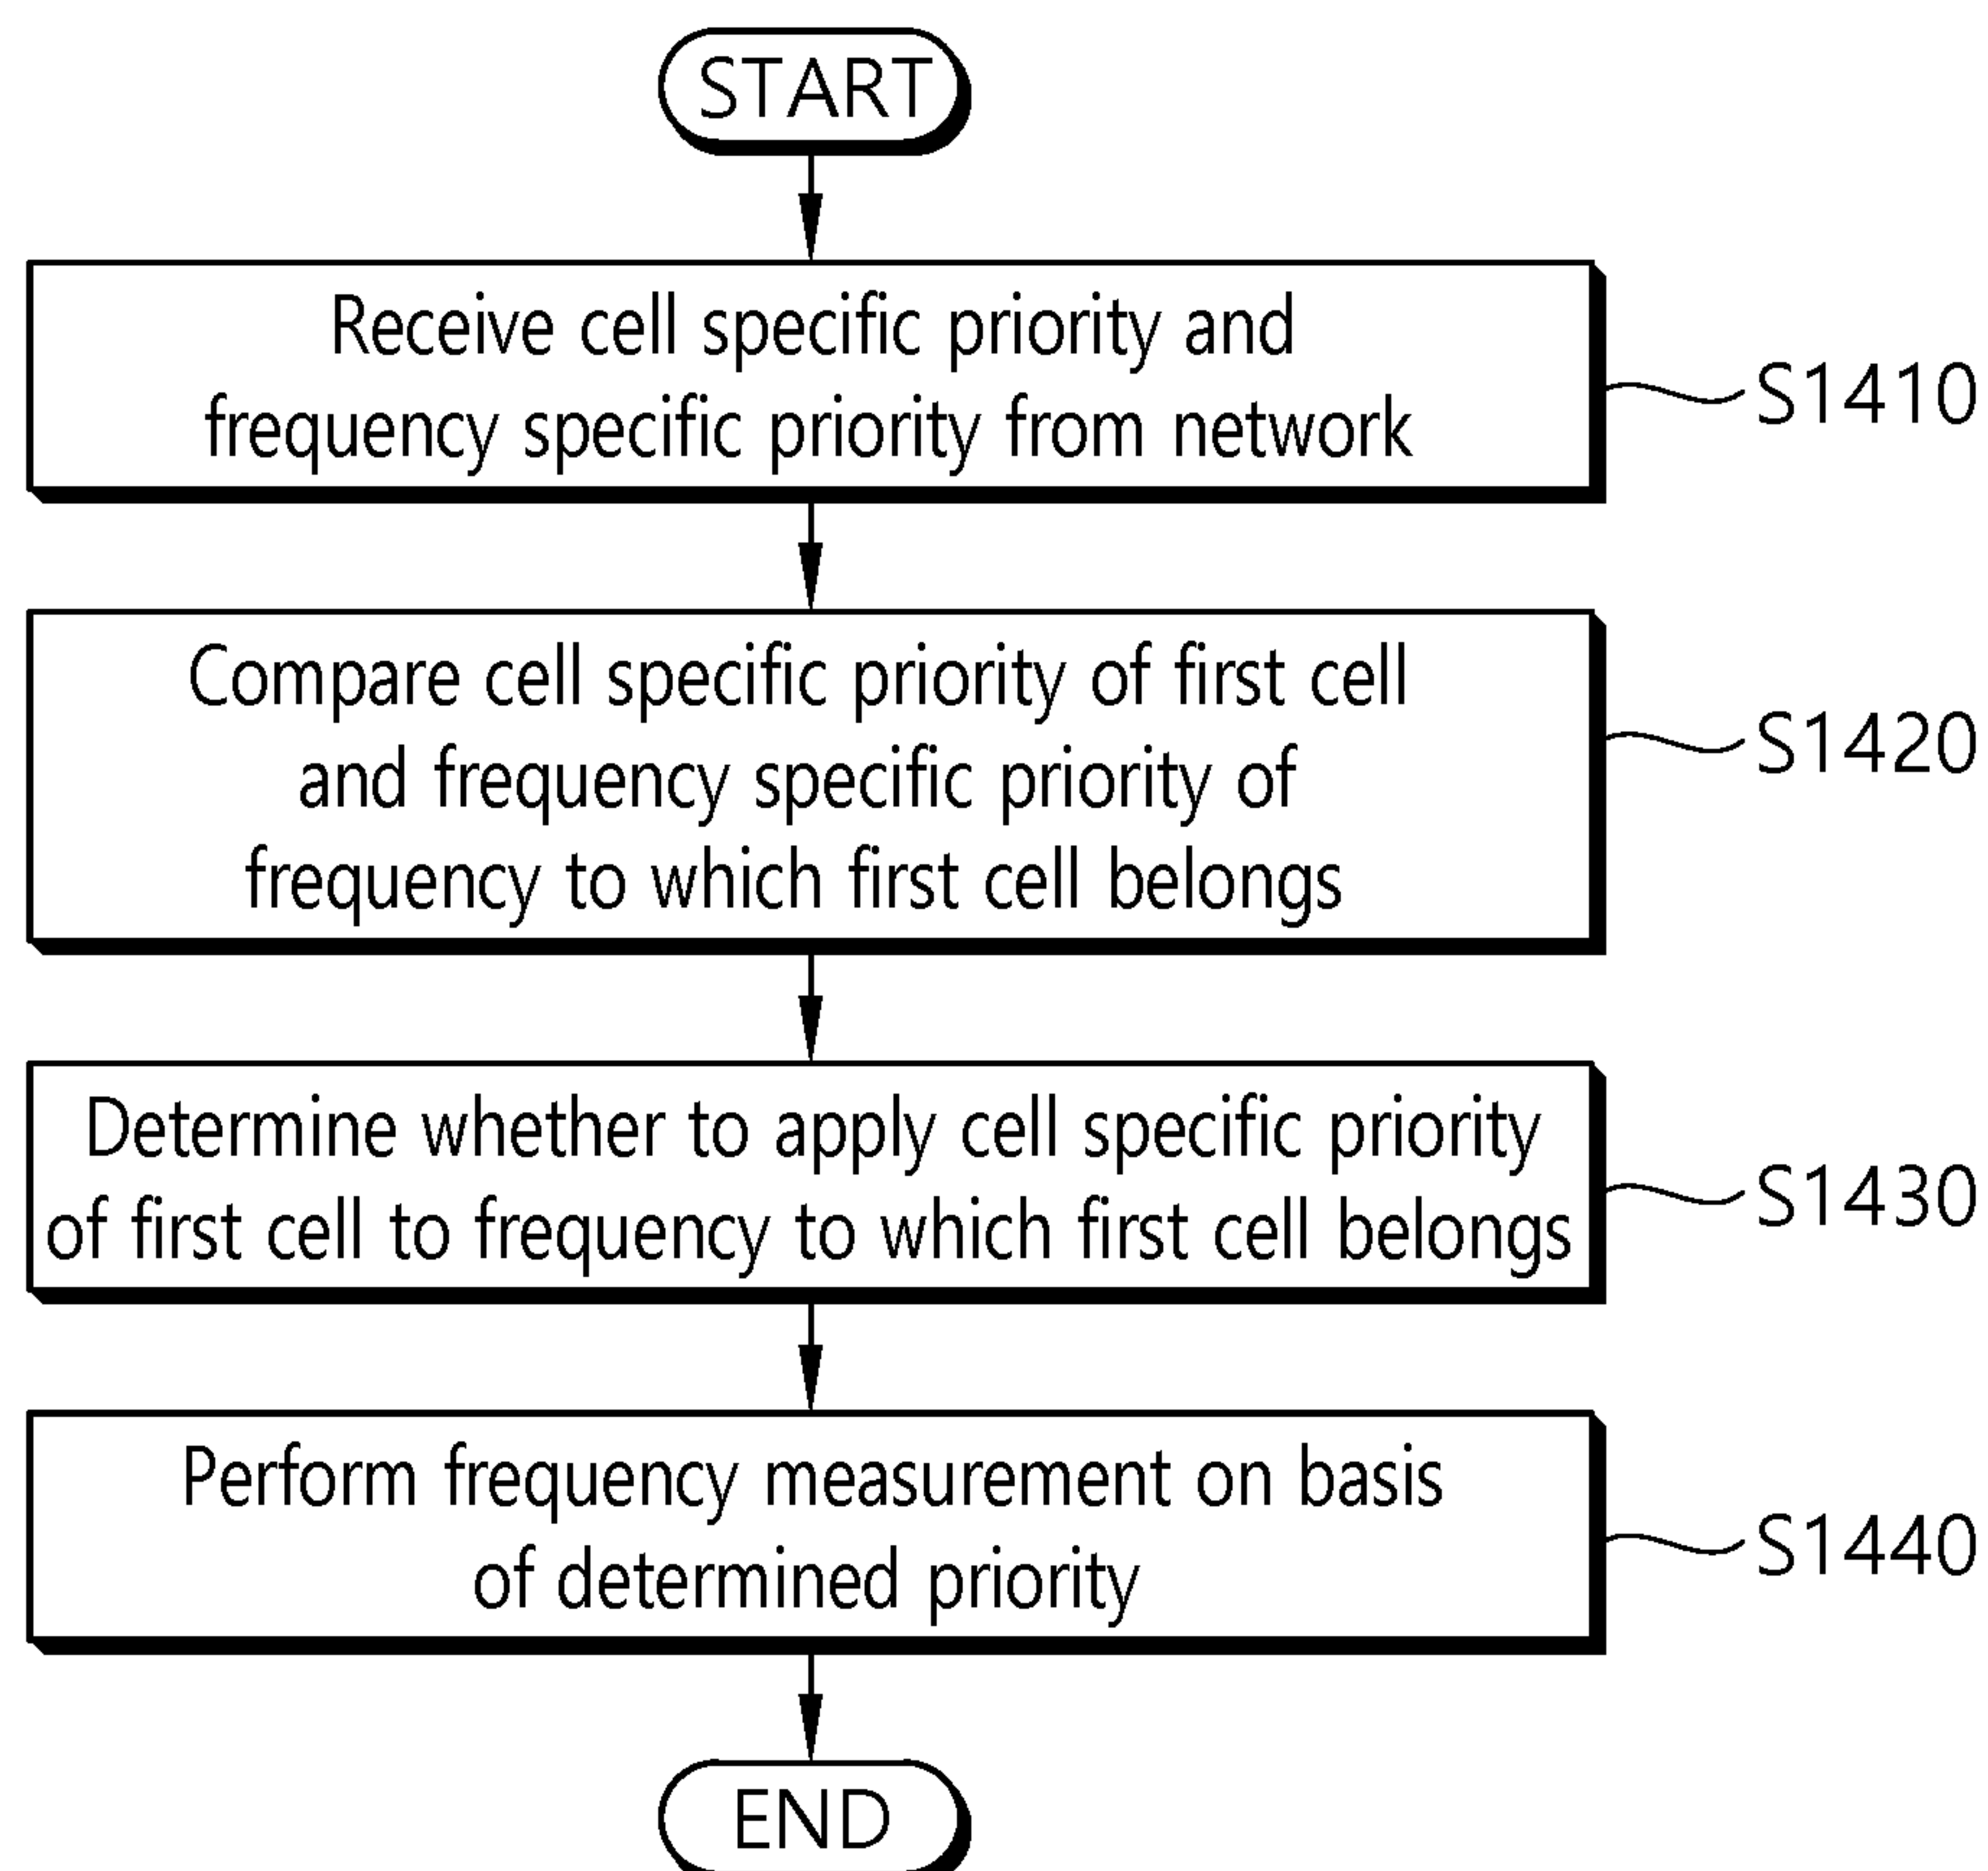 START
Receive cell specific priority and
frequency specific priority from network
S1410
Compare cell specific priority of first cell
and frequency specific priority of
frequency to which first cell belongs
S1420
Determine whether to apply cell specific priority
of first cell to frequency to which first cell belongs
S1430
Perform frequency measurement on basis
of determined priority
S1440
END